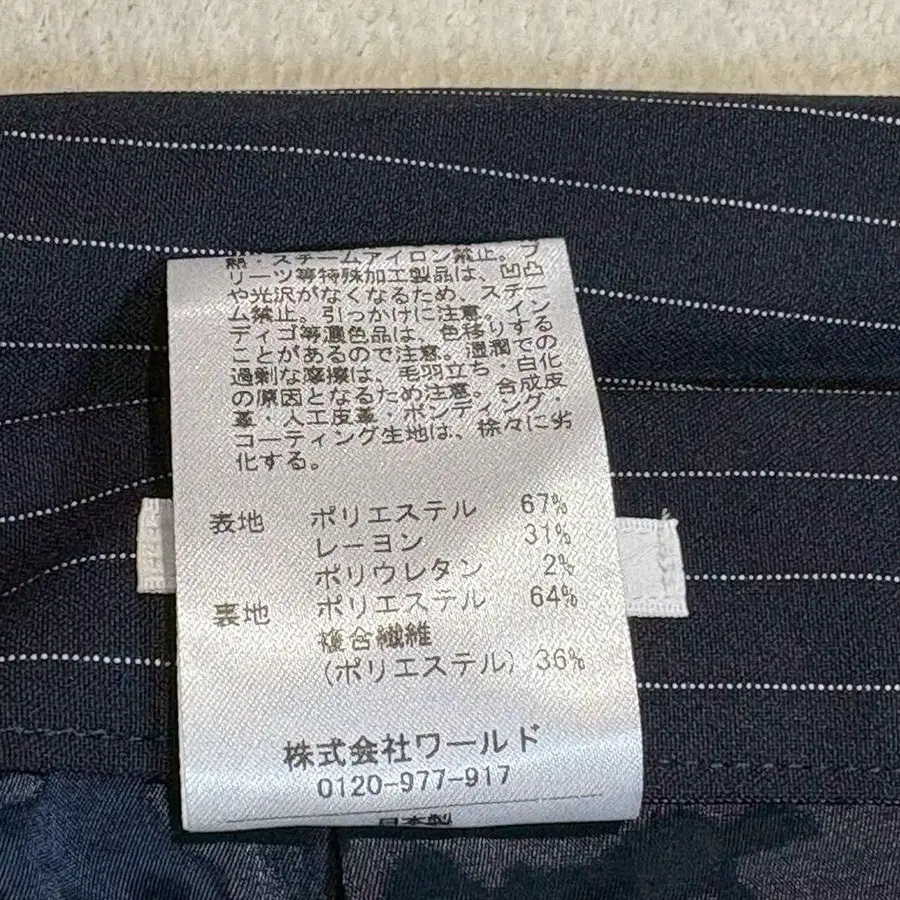 熱・スチームアイロン禁止。プ
リーツ等特殊加工製品は、凹凸
や光沢がなくなるため、スチー
ム禁止。引っかけに注意。イン
ディゴ等濃色品は、色移りする
ことがあるので注意。湿潤での
過剰な摩擦は、毛羽立ち・白化
の原因となるため注意。合成皮
革・人工皮革・ボンディング・
コーティング生地は、徐々に劣
化する。
表地 ポリエステル 67%
レーヨン 31%
ポリウレタン 2%
裏地 ポリエステル 64%
複合繊維
(ポリエステル) 36%
株式会社ワールド
0120-977-917
日本製